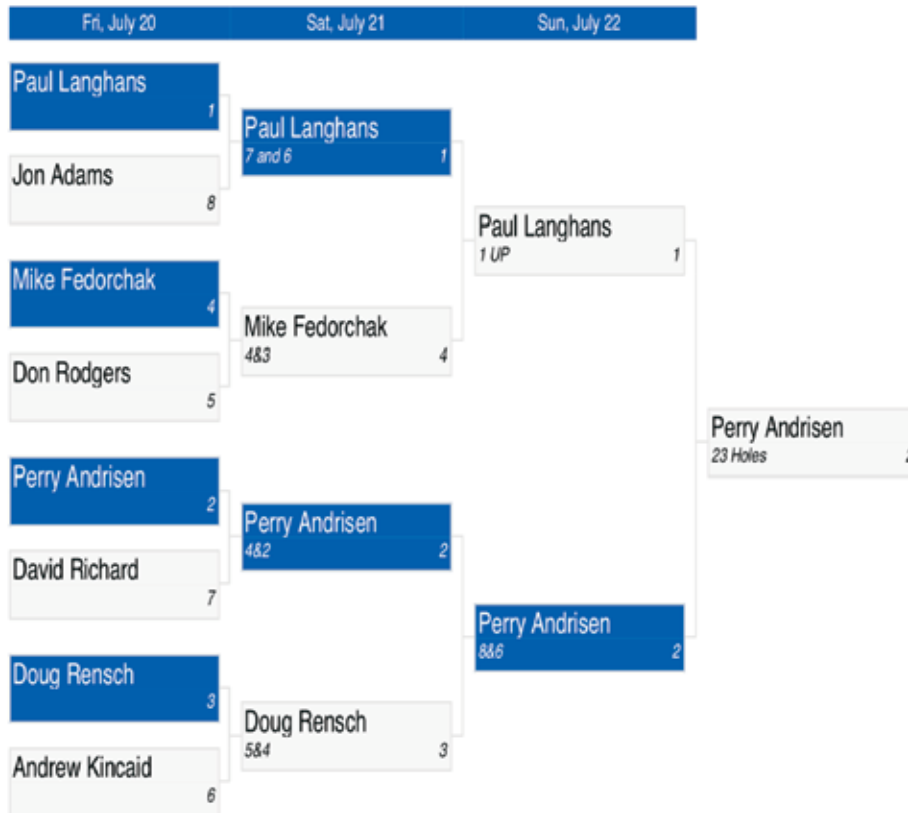 Fri, July 20
Sat, July 21
Sun, July 22
Paul Langhans
1
Jon Adams
8
Mike Fedorchak
4
Don Rodgers
5
Perry Andrisen
2
David Richard
7
Doug Rensch
3
Andrew Kincaid
6
Paul Langhans
7 and 6 1
Mike Fedorchak
4&3 4
Perry Andrisen
4&2 2
Doug Rensch
5&4 3
Paul Langhans
1 UP 1
Perry Andrisen
8&6 2
Perry Andrisen
23 Holes